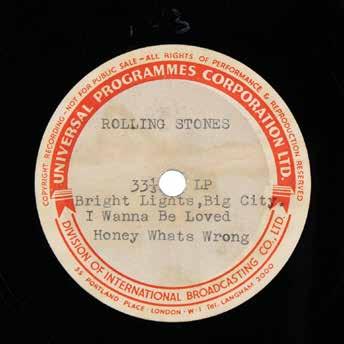 COPYRIGHT RECORDING-NOT FOR PUBLIC SALE-ALL RIGHTS OF PERFORMANCE & REPRODUCTION RESERVED
UNIVERSAL PROGRAMMES CORPORATION LTD.
ROLLING STONES
33⅓ LP
Bright Lights,Big City
I Wanna Be Loved
Honey Whats Wrong
DIVISION OF INTERNATIONAL BROADCASTING CO., LTD.
35 PORTLAND PLACE · LONDON · W·1 TEL. LANGHAM 2000